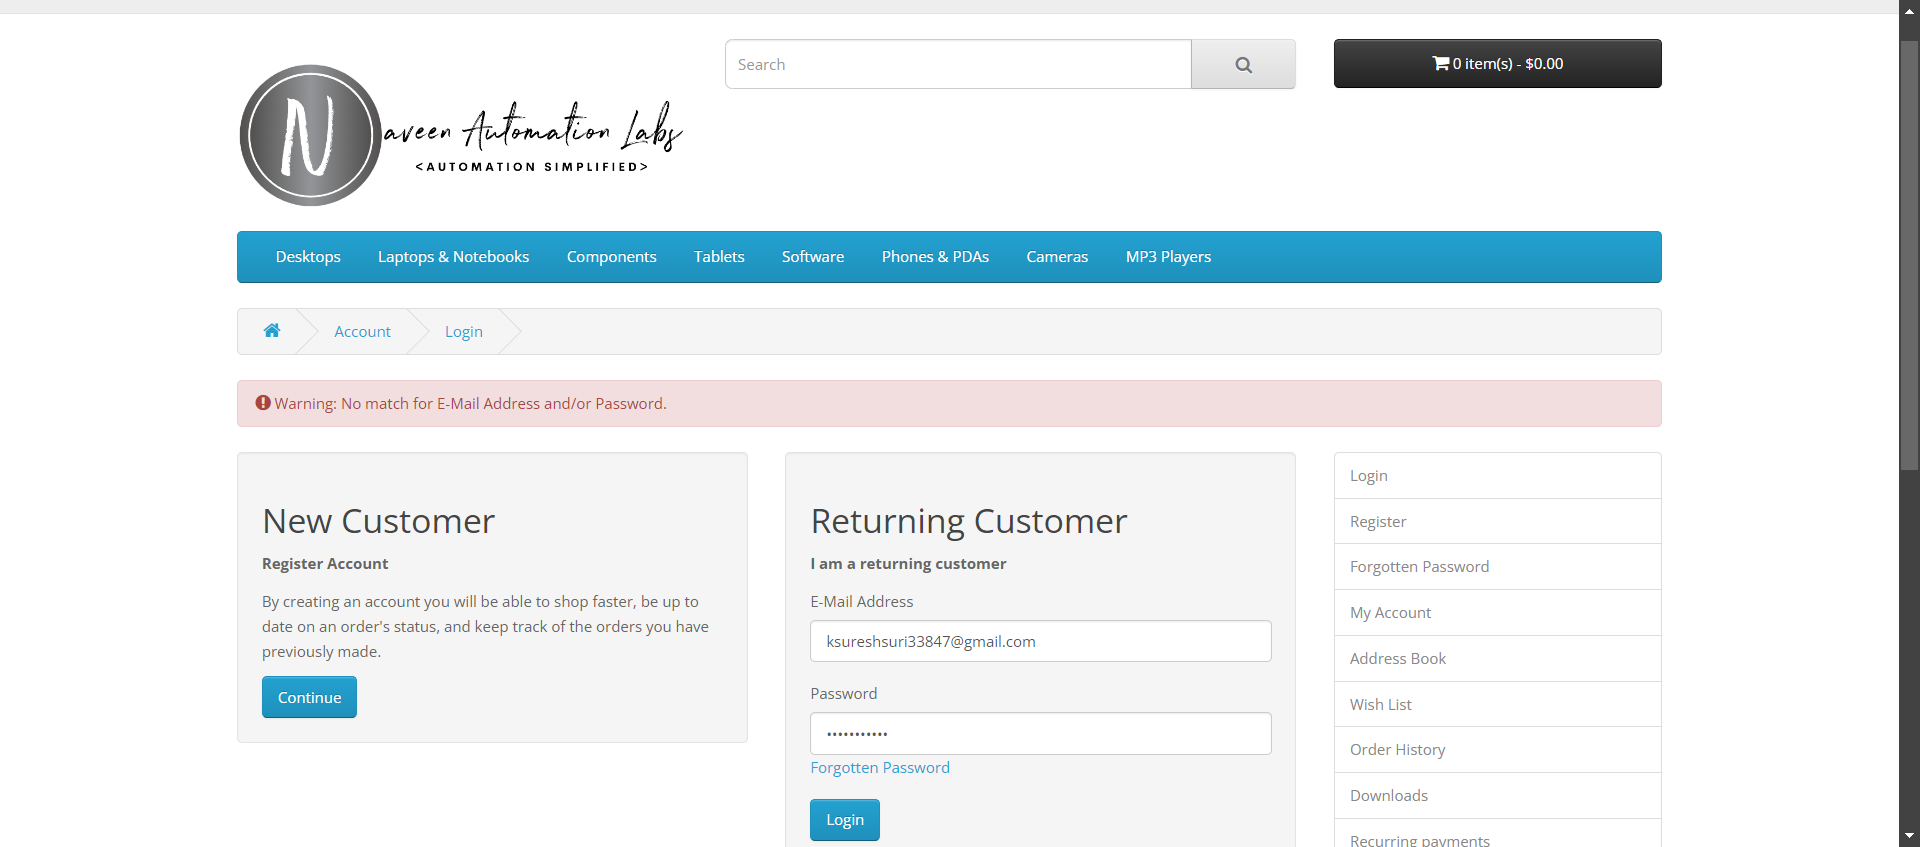 Search
0 item(s) - $0.00
N
aveen Automation Labs
<AUTOMATION SIMPLIFIED>
Desktops Laptops & Notebooks Components Tablets Software Phones & PDAs Cameras MP3 Players
Account Login
Warning: No match for E-Mail Address and/or Password.
New Customer
Register Account
By creating an account you will be able to shop faster, be up to
date on an order's status, and keep track of the orders you have
previously made.
Continue
Returning Customer
I am a returning customer
E-Mail Address
ksureshsuri33847@gmail.com
Password
•••••••••••
Forgotten Password
Login
Login
Register
Forgotten Password
My Account
Address Book
Wish List
Order History
Downloads
Recurring payments